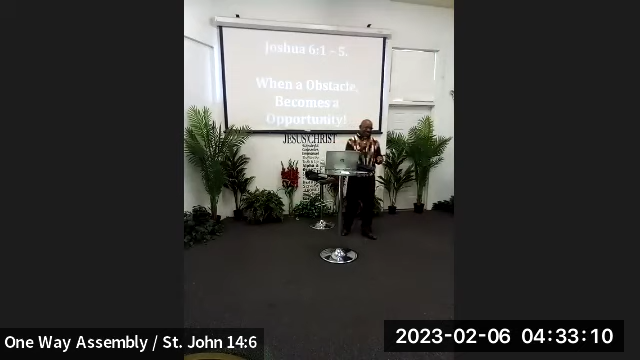 Joshua 6:1 – 5.
When a Obstacle,
Becomes a
Opportunity!
JESUS CHRIST
One Way Assembly / St. John 14:6
2023-02-06 04:33:10